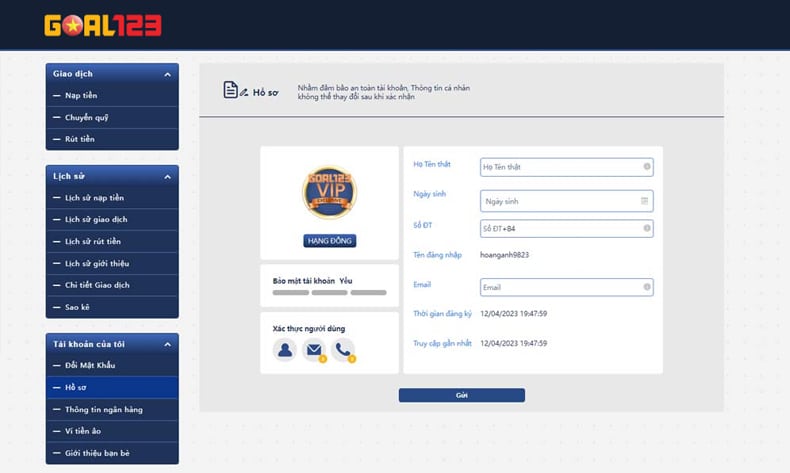 GOAL123
Giao dịch
Nạp tiền
Chuyển quỹ
Rút tiền
Lịch sử
Lịch sử nạp tiền
Lịch sử giao dịch
Lịch sử rút tiền
Lịch sử giới thiệu
Chi tiết Giao dịch
Sao kê
Tài khoản của tôi
Đổi Mật Khẩu
Hồ sơ
Thông tin ngân hàng
Ví tiền ảo
Giới thiệu bạn bè
Hồ sơ
Nhằm đảm bảo an toàn tài khoản, Thông tin cá nhân
không thể thay đổi sau khi xác nhận
GOAL123
VIP
HẠNG ĐỒNG
Bảo mật tài khoản Yếu
Xác thực người dùng
Họ Tên thật
Họ Tên thật
Ngày sinh
Ngày sinh
Số ĐT
Số ĐT+84
Tên đăng nhập
hoanganh9823
Email
Email
Thời gian đăng ký
12/04/2023 19:47:59
Truy cập gần nhất
12/04/2023 19:47:59
Gửi